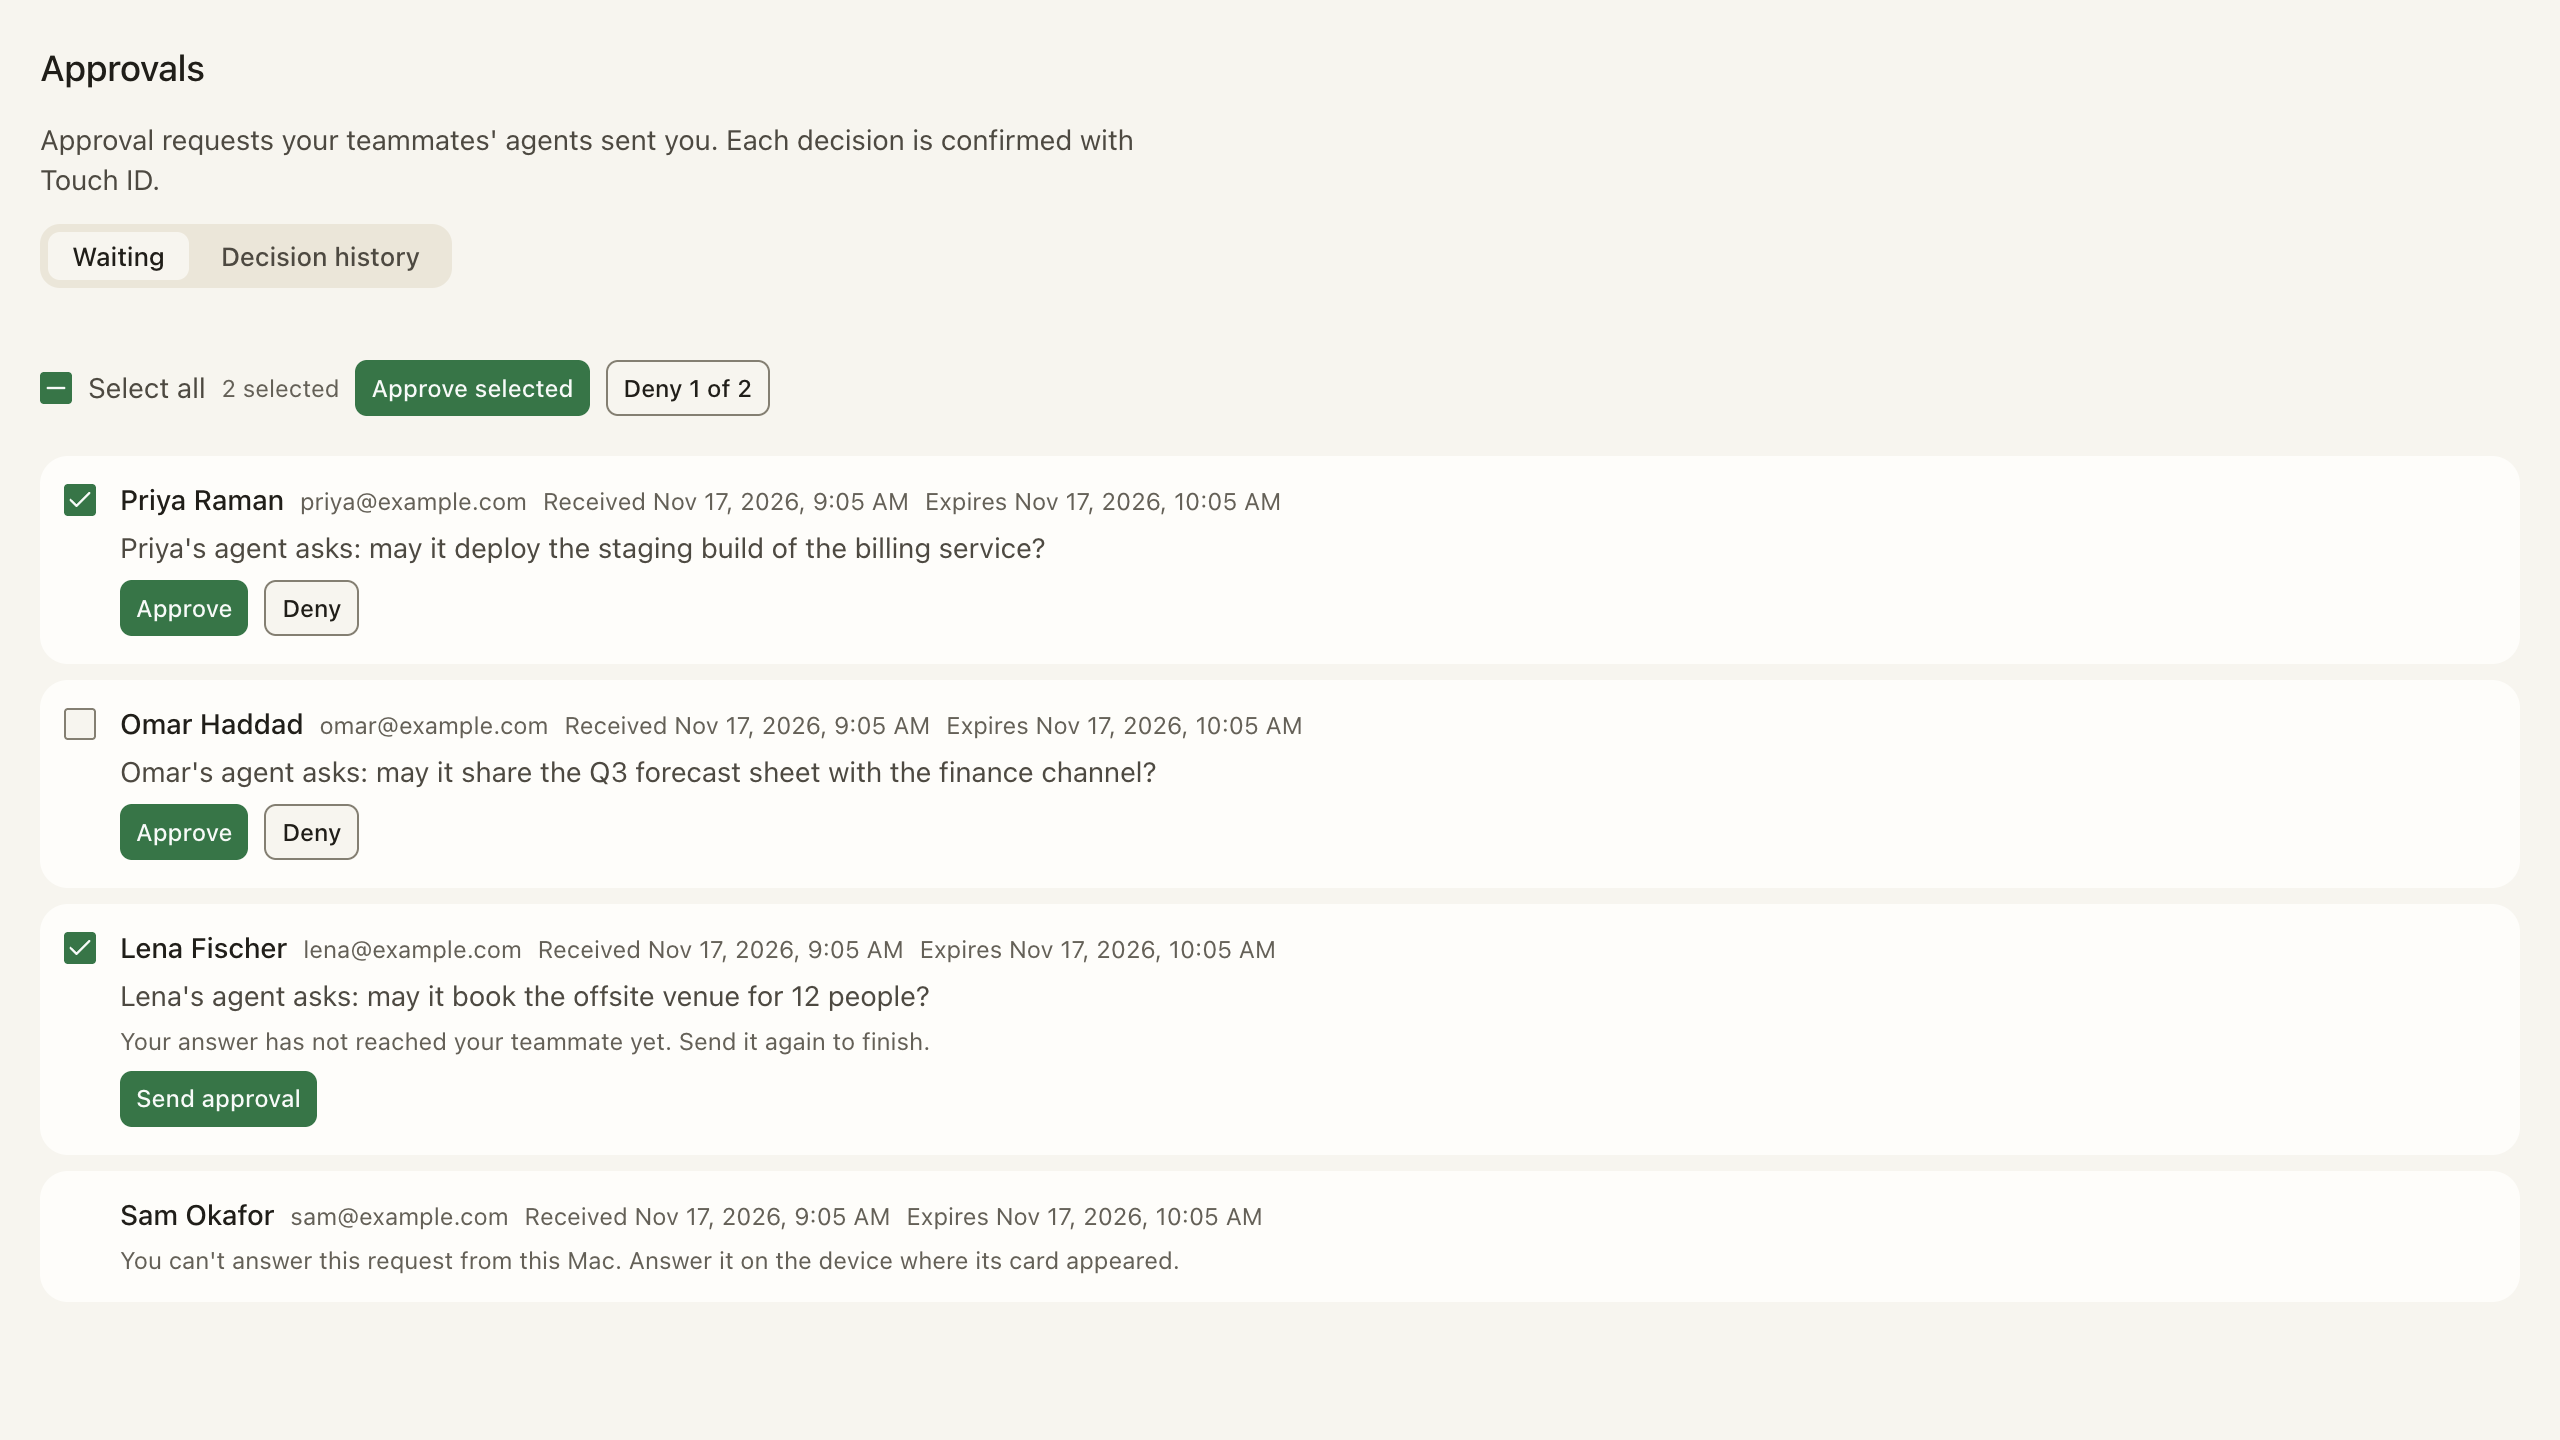 Approvals
Approval requests your teammates' agents sent you. Each decision is confirmed with
Touch ID.
Waiting Decision history
Select all 2 selected Approve selected Deny 1 of 2
Priya Raman priya@example.com Received Nov 17, 2026, 9:05 AM Expires Nov 17, 2026, 10:05 AM
Priya's agent asks: may it deploy the staging build of the billing service?
Approve Deny
Omar Haddad omar@example.com Received Nov 17, 2026, 9:05 AM Expires Nov 17, 2026, 10:05 AM
Omar's agent asks: may it share the Q3 forecast sheet with the finance channel?
Approve Deny
Lena Fischer lena@example.com Received Nov 17, 2026, 9:05 AM Expires Nov 17, 2026, 10:05 AM
Lena's agent asks: may it book the offsite venue for 12 people?
Your answer has not reached your teammate yet. Send it again to finish.
Send approval
Sam Okafor sam@example.com Received Nov 17, 2026, 9:05 AM Expires Nov 17, 2026, 10:05 AM
You can't answer this request from this Mac. Answer it on the device where its card appeared.